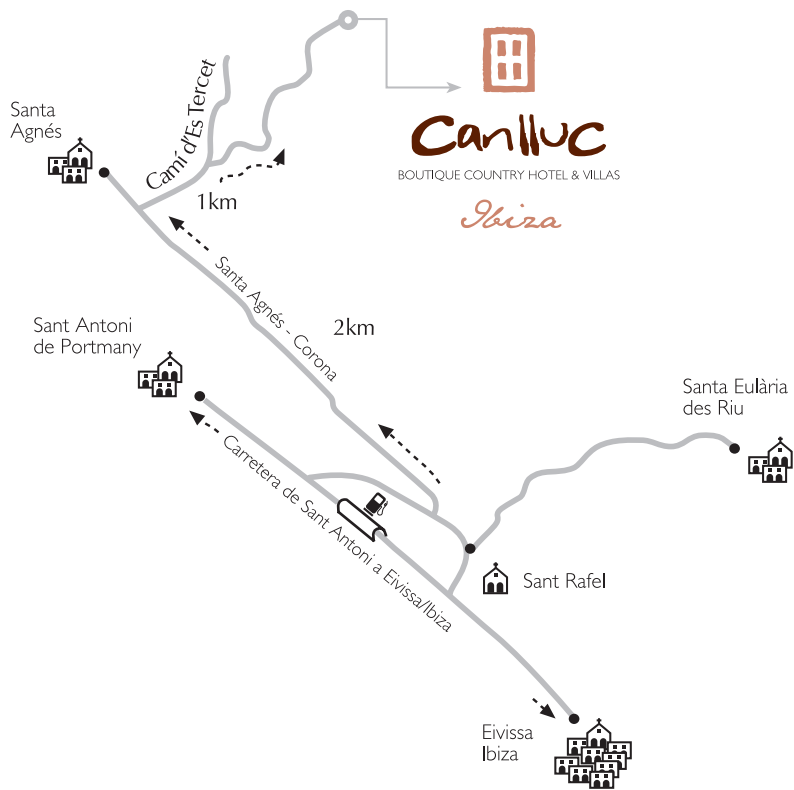 Canlluc
BOUTIQUE COUNTRY HOTEL & VILLAS
Ibiza
Santa
Agnés
Camí d'Es Tercet
1km
Santa Agnés - Corona
2km
Sant Antoni
de Portmany
Santa Eulària
des Riu
Carretera de Sant Antoni a Eivissa/Ibiza
Sant Rafel
Eivissa
Ibiza